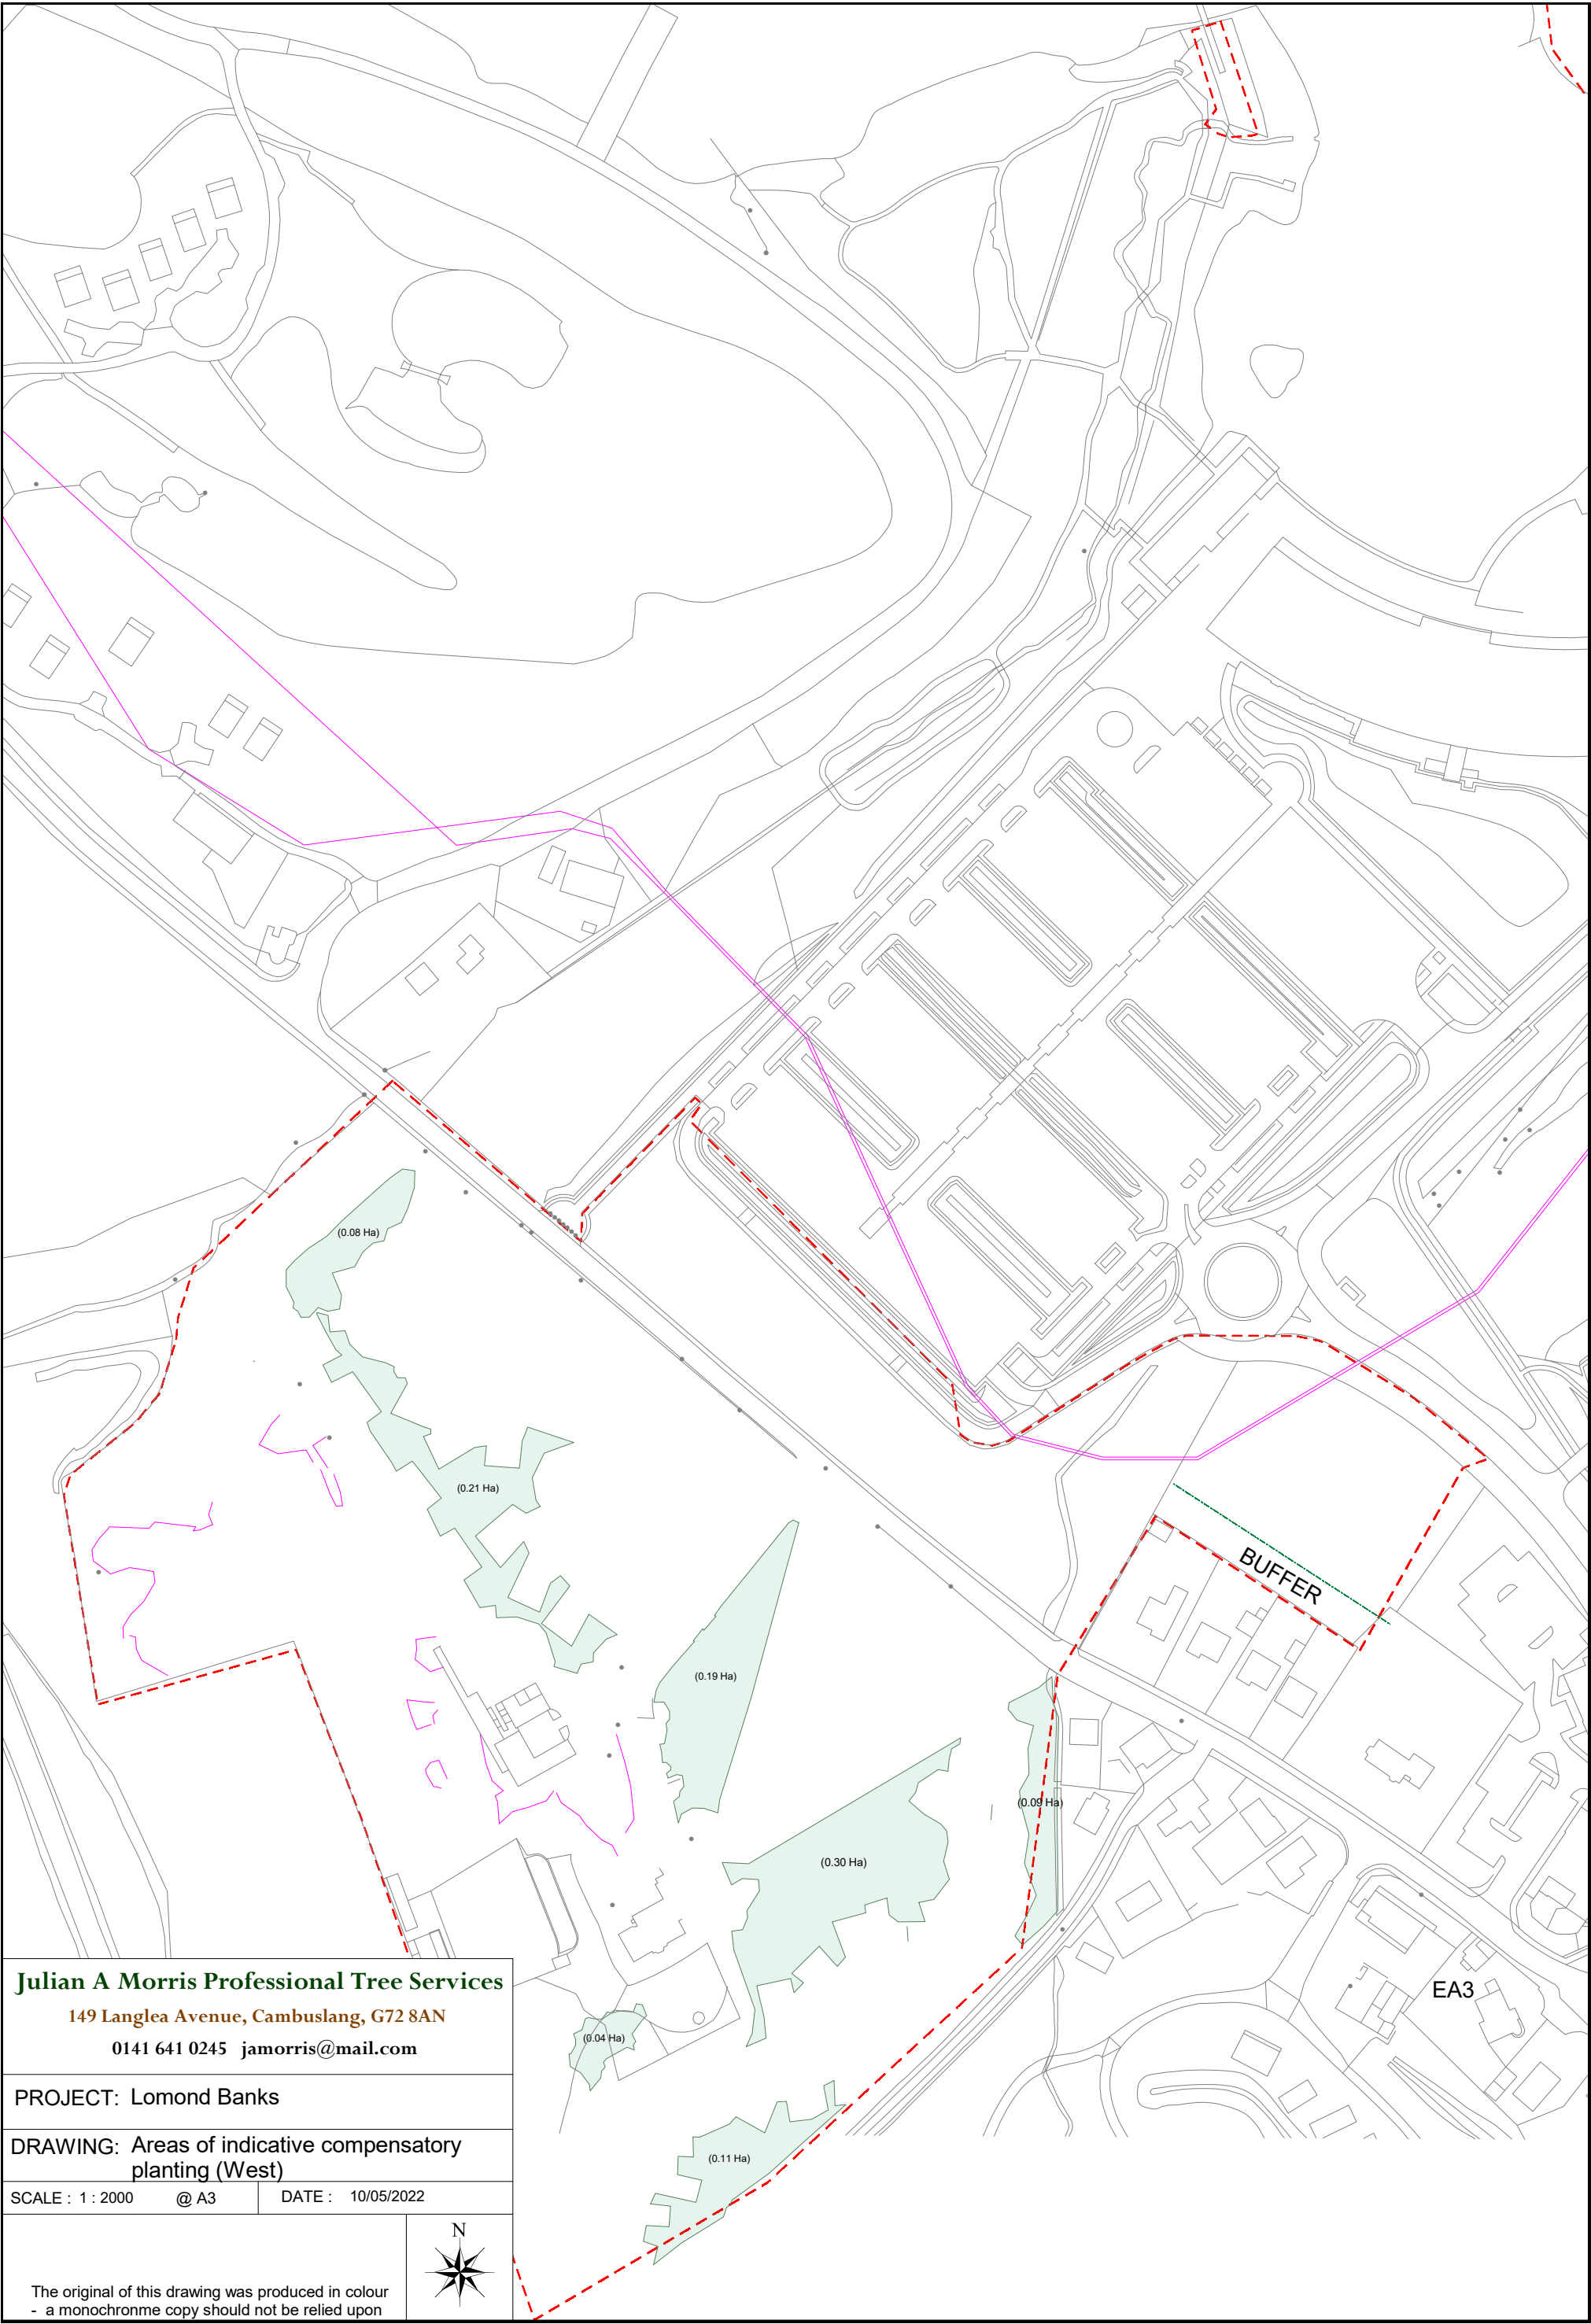 (0.08 Ha)
(0.21 Ha)
BUFFER
(0.19 Ha)
(0.09 Ha)
(0.30 Ha)
EA3
(0.04 Ha)
(0.11 Ha)
Julian A Morris Professional Tree Services
149 Langlea Avenue, Cambuslang, G72 8AN
0141 641 0245 jamorris@mail.com
PROJECT: Lomond Banks
DRAWING: Areas of indicative compensatory
planting (West)
SCALE : 1 : 2000 @ A3 DATE : 10/05/2022
N
The original of this drawing was produced in colour
- a monochronme copy should not be relied upon